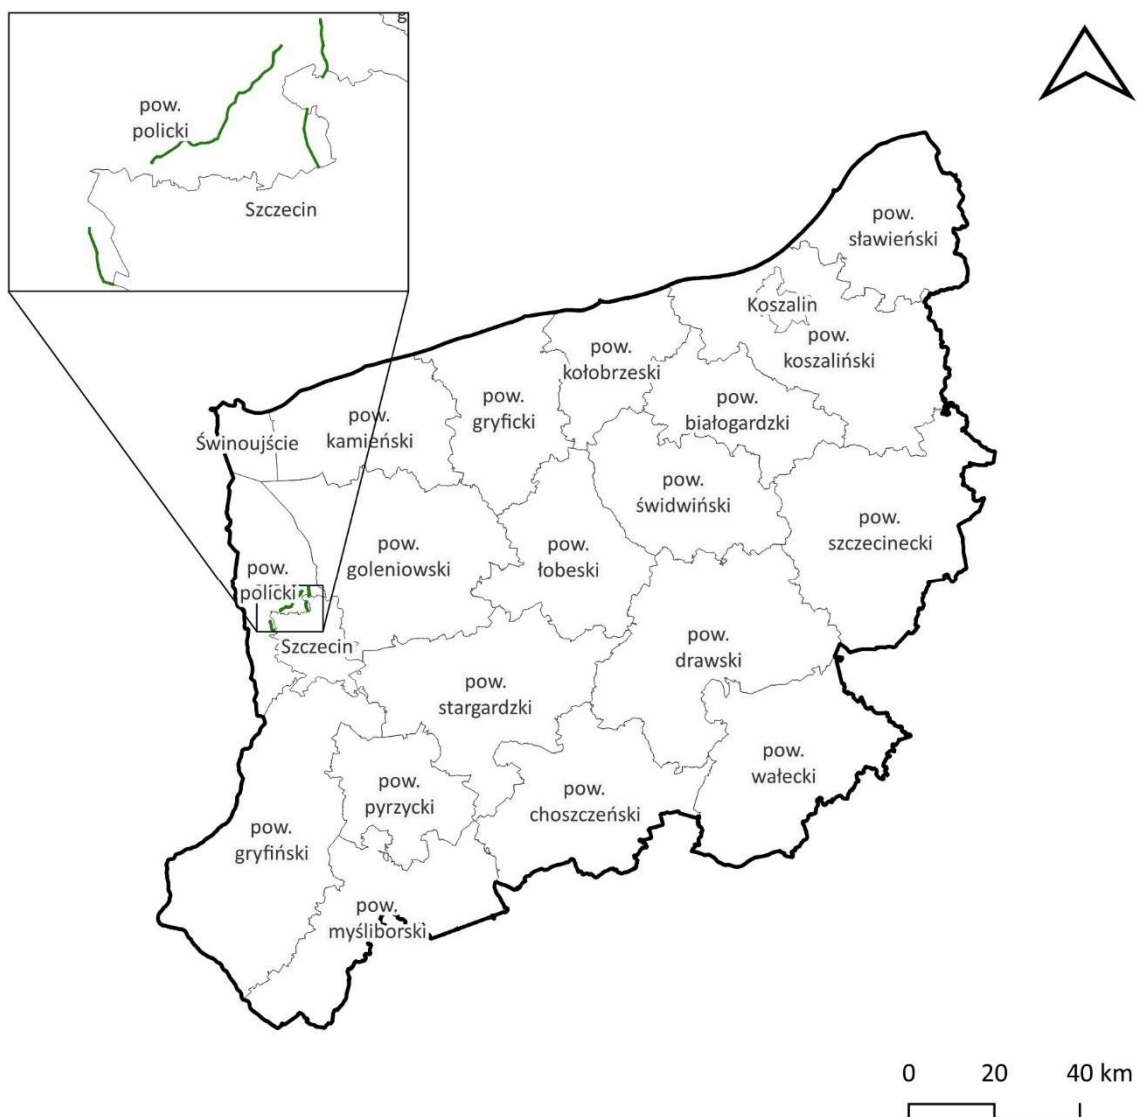 g
pow.
policki
Szczecin
pow.
sławieński
Koszalin
pow.
koszaliński
pow.
kołobrzeski
pow.
gryficki
pow.
białogardzki
pow.
kamieński
Świnoujście
pow.
świdwiński
pow.
szczecinecki
pow.
goleniowski
pow.
łobeski
pow.
policki
Szczecin
pow.
drawski
pow.
stargardzki
pow.
wałecki
pow.
pyrzycki
pow.
choszczeński
pow.
gryfiński
pow.
myśliborski
0 20 40 km